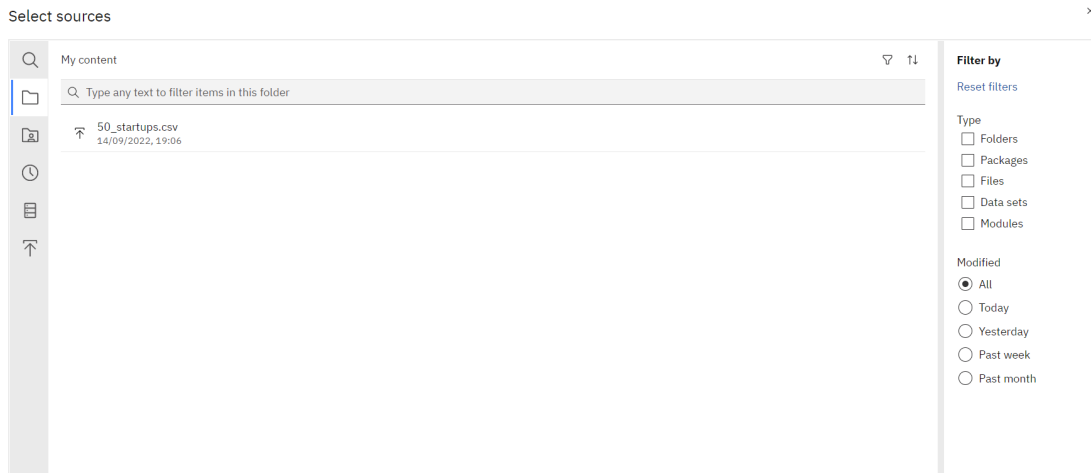 Select sources
My content
Type any text to filter items in this folder
50_startups.csv
14/09/2022, 19:06
Filter by
Reset filters
Type
Folders
Packages
Files
Data sets
Modules
Modified
All
Today
Yesterday
Past week
Past month